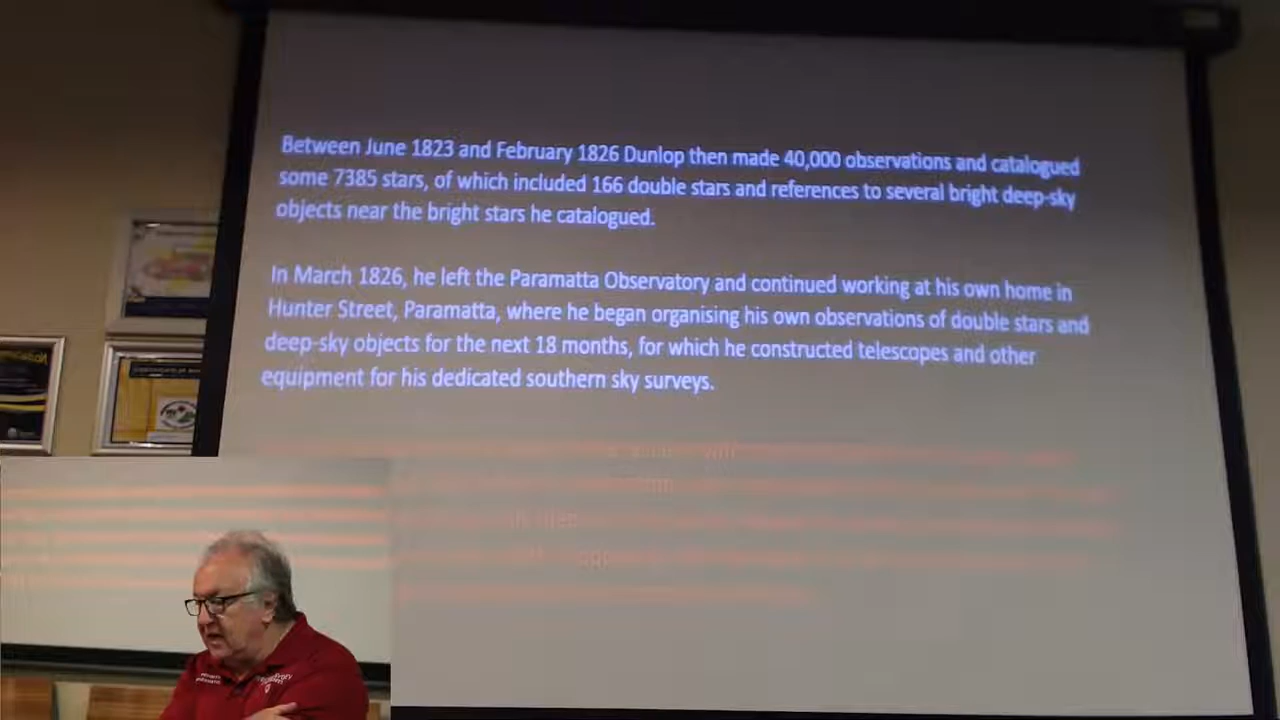 Between June 1823 and February 1826 Dunlop then made 40,000 observations and catalogued
some 7385 stars, of which included 166 double stars and references to several bright deep-sky
objects near the bright stars he catalogued.
In March 1826, he left the Paramatta Observatory and continued working at his own home in
Hunter Street, Paramatta, where he began organising his own observations of double stars and
deep-sky objects for the next 18 months, for which he constructed telescopes and other
equipment for his dedicated southern sky surveys.